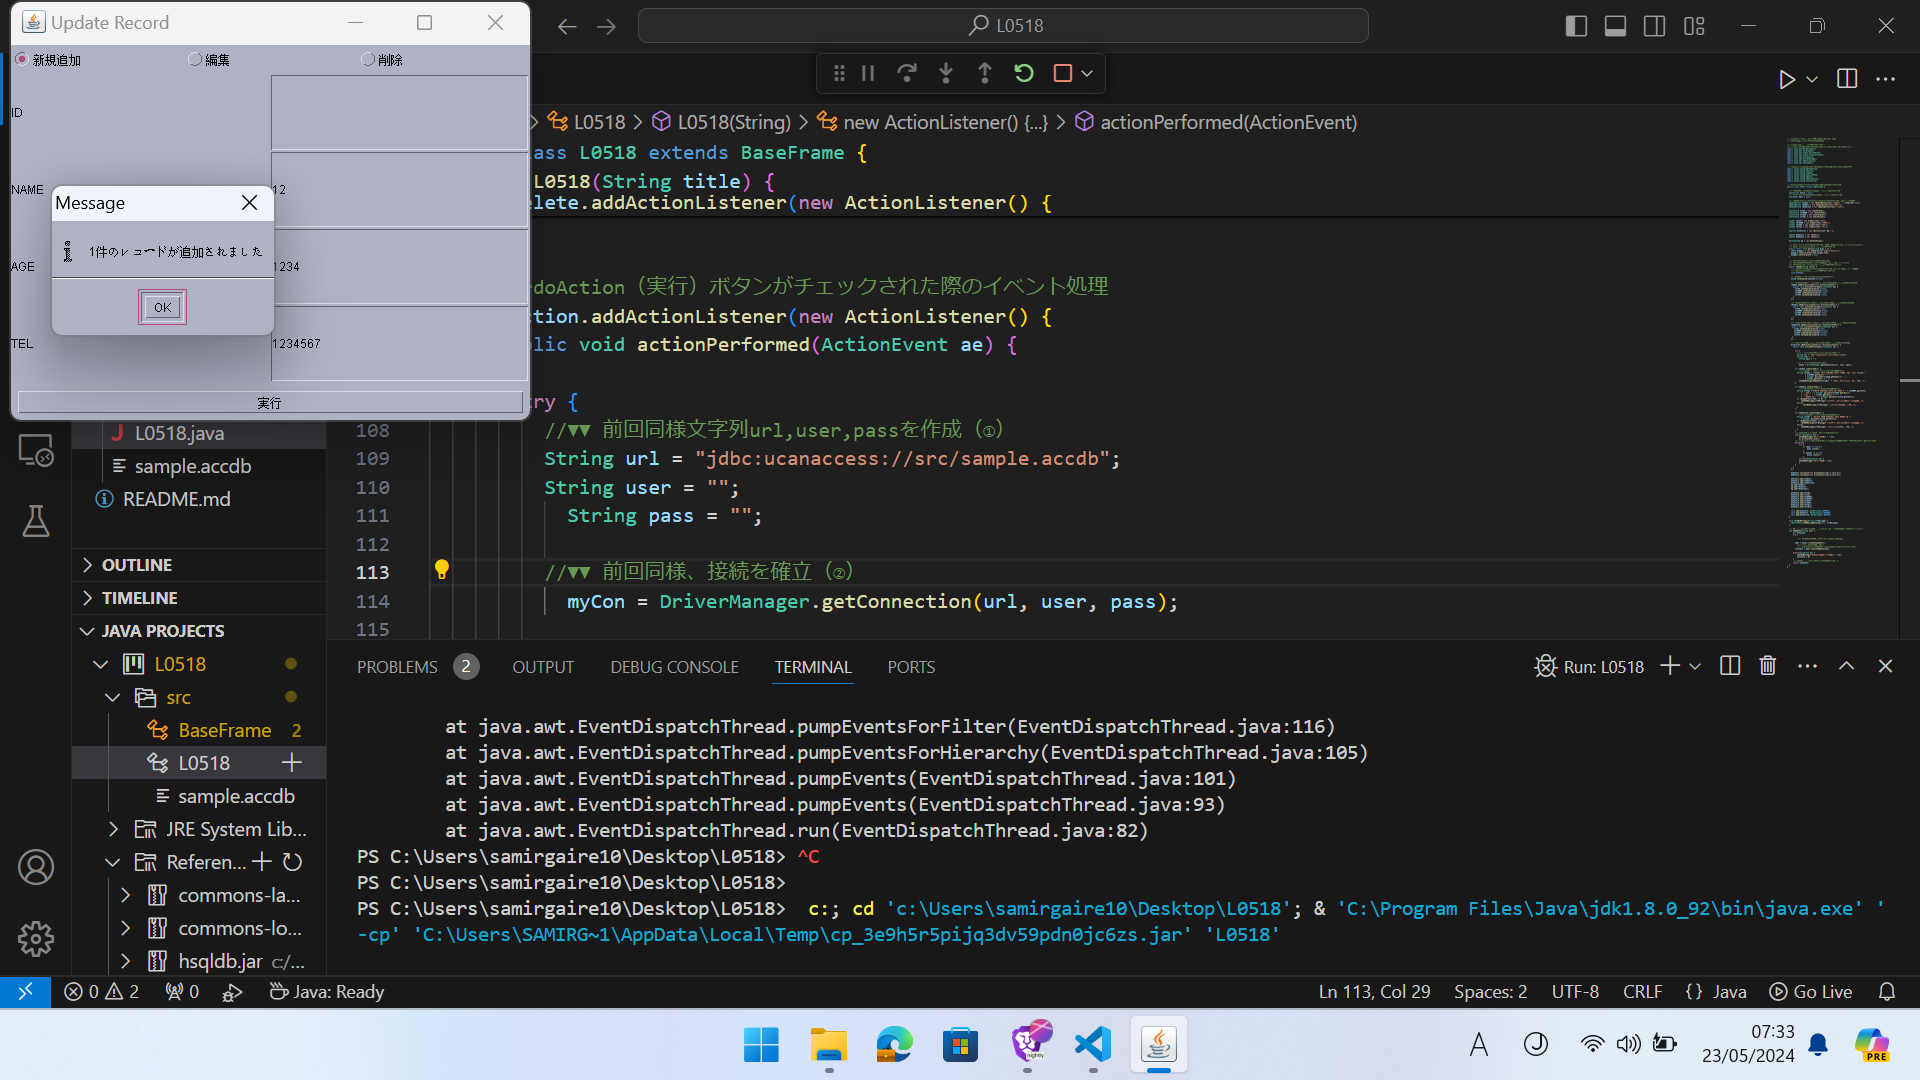 Update Record
L0518
新規追加
編集
削除
ID
NAME
12
AGE
1234
TEL
1234567
実行
Message
1件のレコードが追加されました
OK
L0518
L0518(String)
new ActionListener() {...}
actionPerformed(ActionEvent)
ass L0518 extends BaseFrame {
L0518(String title) {
lete.addActionListener(new ActionListener() {
doAction（実行）ボタンがチェックされた際のイベント処理
tion.addActionListener(new ActionListener() {
lic void actionPerformed(ActionEvent ae) {
ry {
108 //▼▼ 前回同様文字列url,user,passを作成（①）
109 String url = "jdbc:ucanaccess://src/sample.accdb";
110 String user = "";
111 String pass = "";
112
113 //▼▼ 前回同様、接続を確立（②）
114 myCon = DriverManager.getConnection(url, user, pass);
115
J L0518.java
sample.accdb
README.md
OUTLINE
TIMELINE
JAVA PROJECTS
L0518
src
BaseFrame 2
L0518
sample.accdb
JRE System Lib...
Referen...
commons-la...
commons-lo...
hsqldb.jar c:/...
PROBLEMS 2
OUTPUT
DEBUG CONSOLE
TERMINAL
PORTS
Run: L0518
at java.awt.EventDispatchThread.pumpEventsForFilter(EventDispatchThread.java:116)
at java.awt.EventDispatchThread.pumpEventsForHierarchy(EventDispatchThread.java:105)
at java.awt.EventDispatchThread.pumpEvents(EventDispatchThread.java:101)
at java.awt.EventDispatchThread.pumpEvents(EventDispatchThread.java:93)
at java.awt.EventDispatchThread.run(EventDispatchThread.java:82)
PS C:\Users\samirgaire10\Desktop\L0518> ^C
PS C:\Users\samirgaire10\Desktop\L0518>
PS C:\Users\samirgaire10\Desktop\L0518>  c:; cd 'c:\Users\samirgaire10\Desktop\L0518'; & 'C:\Program Files\Java\jdk1.8.0_92\bin\java.exe' '
-cp' 'C:\Users\SAMIRG~1\AppData\Local\Temp\cp_3e9h5r5pijq3dv59pdn0jc6zs.jar' 'L0518'
0 2
0
Java: Ready
Ln 113, Col 29
Spaces: 2
UTF-8
CRLF
{ } Java
Go Live
nightly
A
J
07:33
23/05/2024
PRE